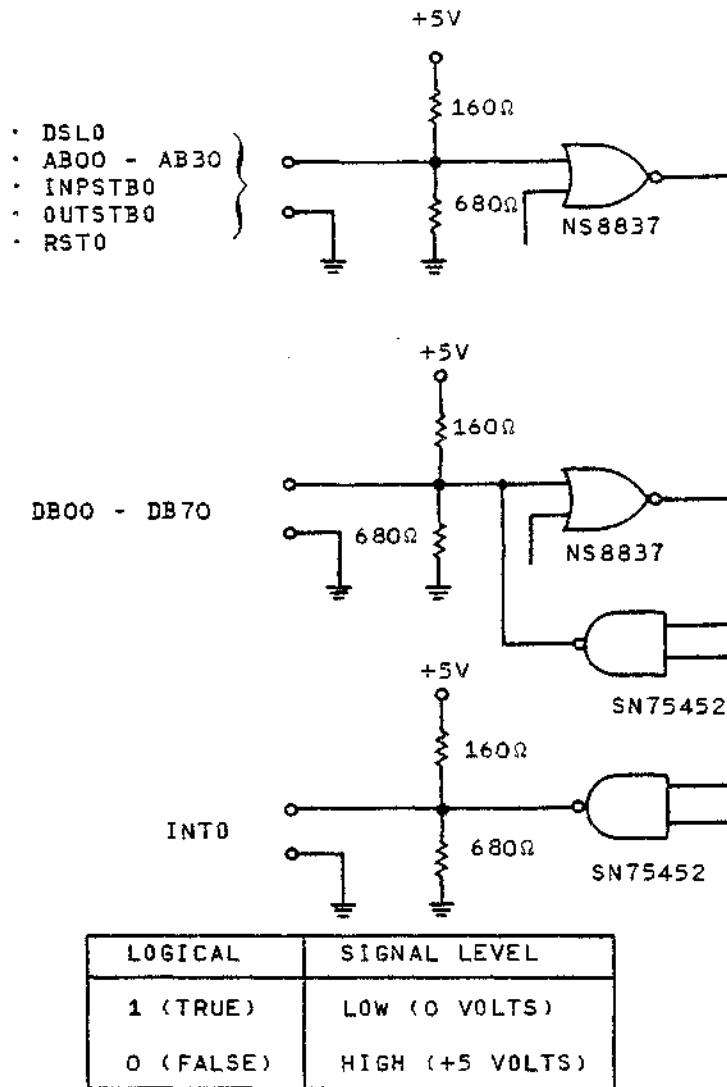 +5V
160Ω
· DSL0
· AB00 - AB30
· INPSTB0
· OUTSTB0
· RST0
680Ω
NS8837
+5V
160Ω
DB00 - DB70
680Ω
NS8837
SN75452
+5V
160Ω
INT0
680Ω
SN75452
LOGICAL SIGNAL LEVEL
1 (TRUE) LOW (0 VOLTS)
0 (FALSE) HIGH (+5 VOLTS)